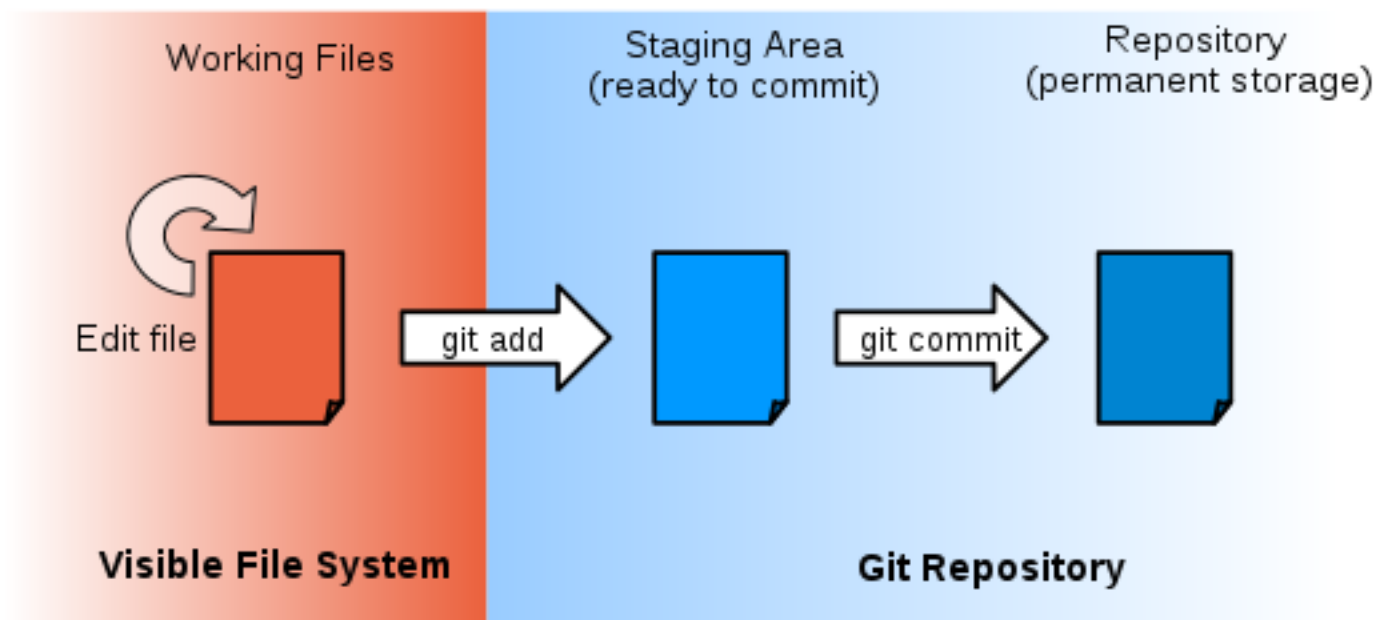 Working Files
Staging Area
(ready to commit)
Repository
(permanent storage)
Edit file
git add
git commit
Visible File System
Git Repository